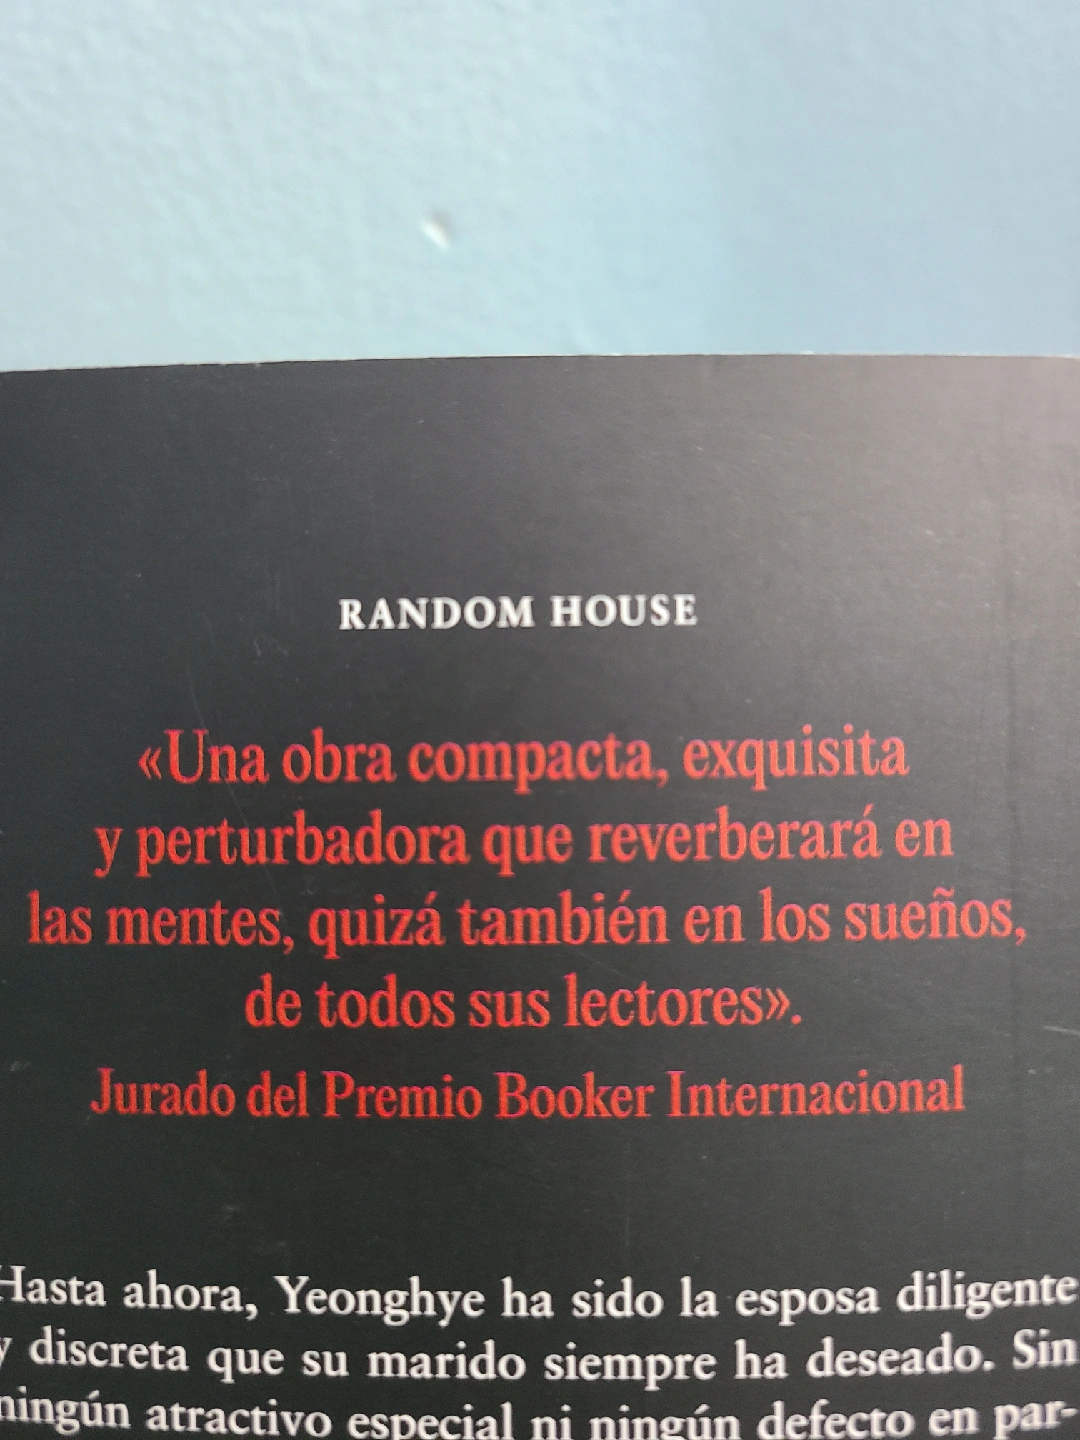 RANDOM HOUSE
«Una obra compacta, exquisita
y perturbadora que reverberará en
las mentes, quizá también en los sueños,
de todos sus lectores».
Jurado del Premio Booker Internacional
Hasta ahora, Yeonghye ha sido la esposa diligente
y discreta que su marido siempre ha deseado. Sin
ningún atractivo especial ni ningún defecto en par-